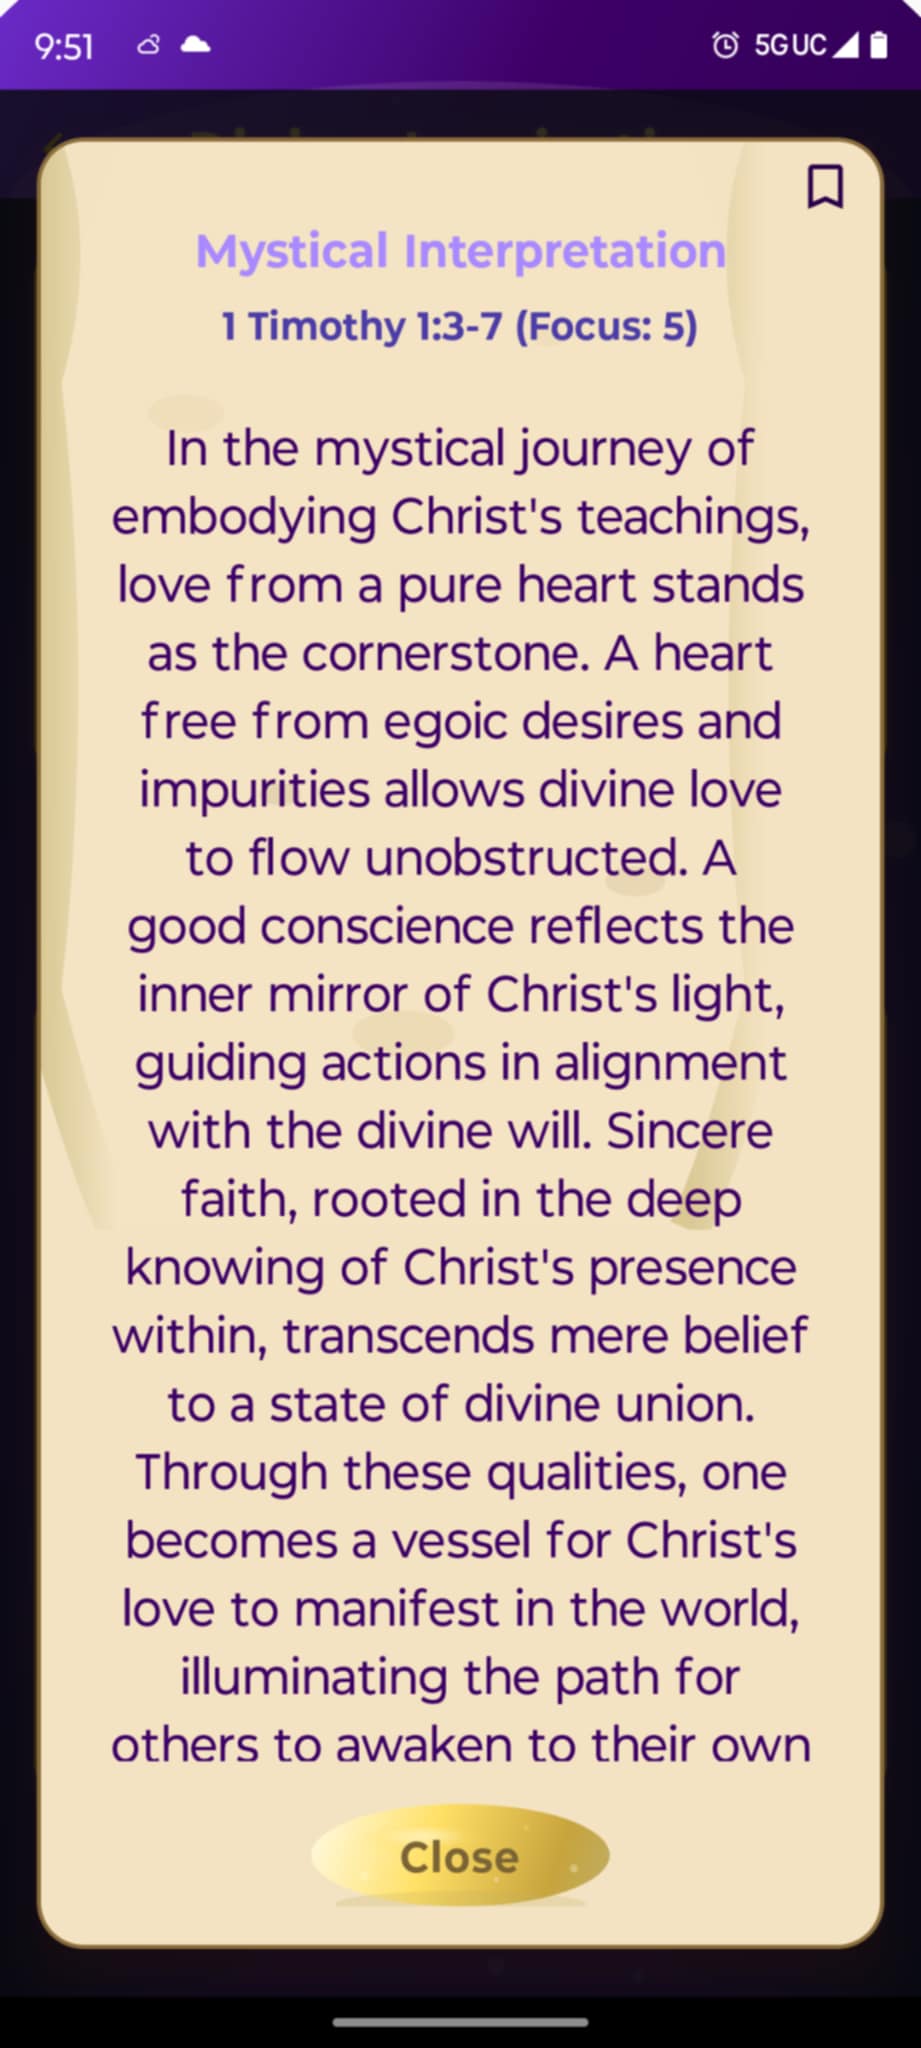 9:51
5GUC
Mystical Interpretation
1 Timothy 1:3-7 (Focus: 5)
In the mystical journey of
embodying Christ's teachings,
love from a pure heart stands
as the cornerstone. A heart
free from egoic desires and
impurities allows divine love
to flow unobstructed. A
good conscience reflects the
inner mirror of Christ's light,
guiding actions in alignment
with the divine will. Sincere
faith, rooted in the deep
knowing of Christ's presence
within, transcends mere belief
to a state of divine union.
Through these qualities, one
becomes a vessel for Christ's
love to manifest in the world,
illuminating the path for
others to awaken to their own
Close